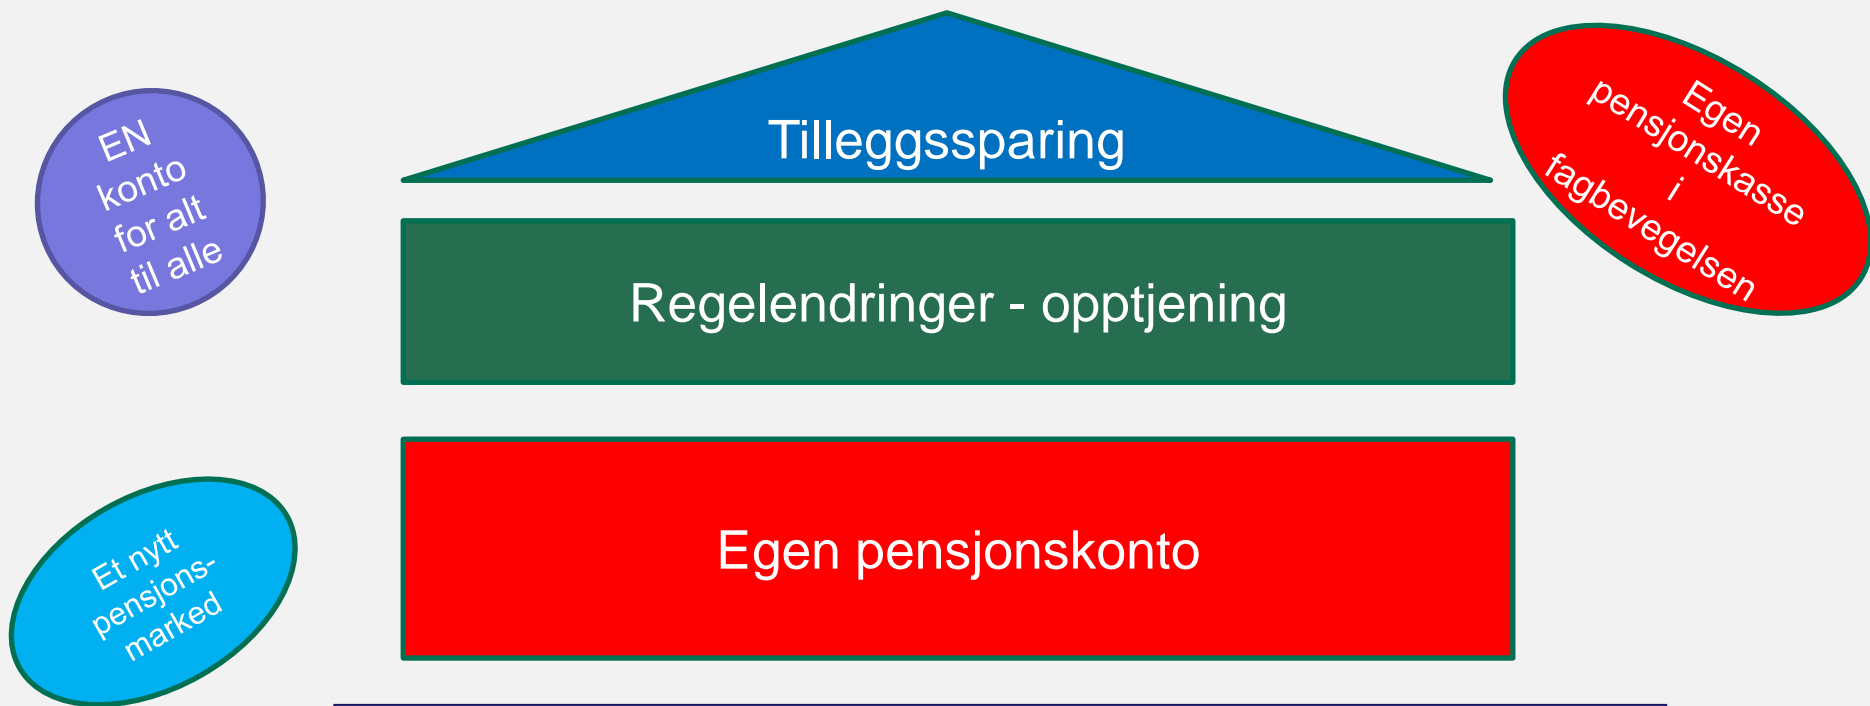 Tilleggssparing
EN
konto
for alt
til alle
Egen
pensjonskasse
i
fagbevegelsen
Regelendringer - opptjening
Egen pensjonskonto
Et nytt
pensjons-
marked